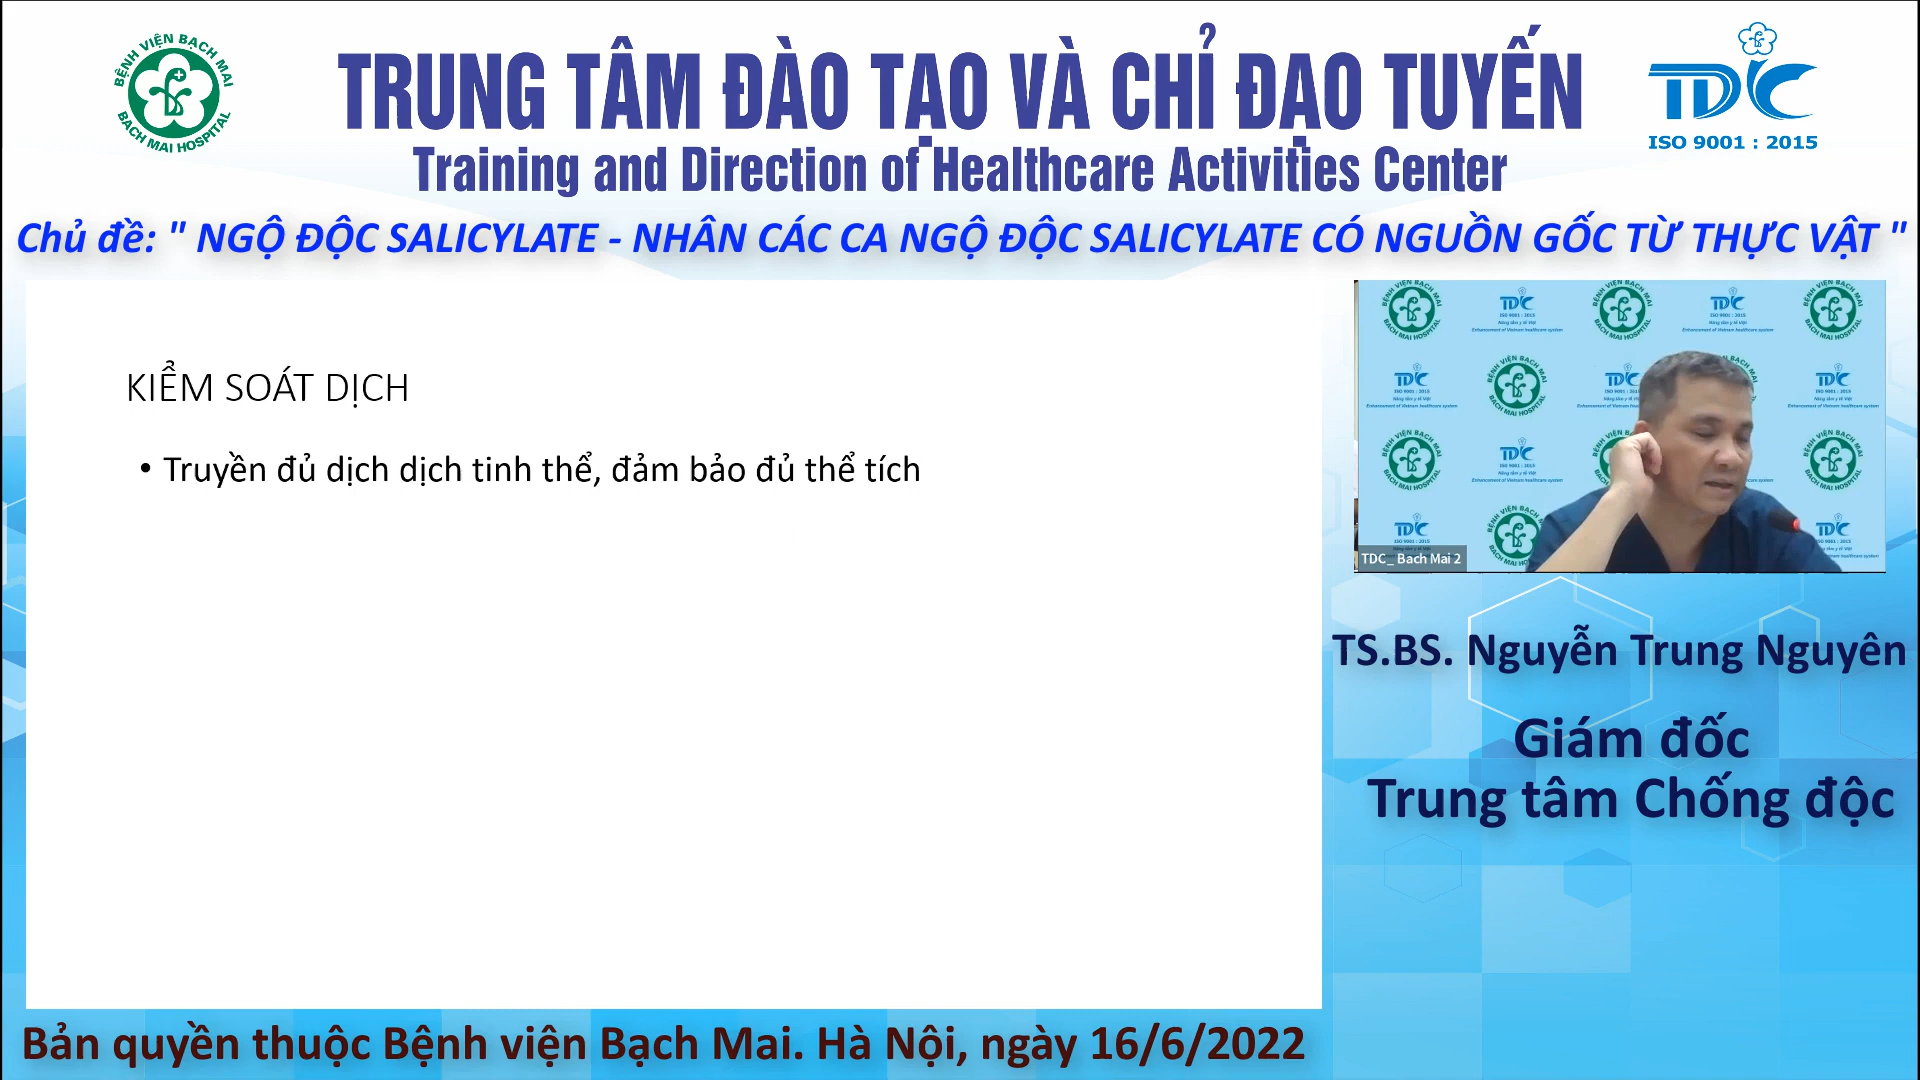 BỆNH VIỆN BẠCH MAI
BACH MAI HOSPITAL
TRUNG TÂM ĐÀO TẠO VÀ CHỈ ĐẠO TUYẾN
Training and Direction of Healthcare Activities Center
TDC
ISO 9001 : 2015
Chủ đề: " NGỘ ĐỘC SALICYLATE - NHÂN CÁC CA NGỘ ĐỘC SALICYLATE CÓ NGUỒN GỐC TỪ THỰC VẬT "
KIỂM SOÁT DỊCH
• Truyền đủ dịch dịch tinh thể, đảm bảo đủ thể tích
TDC_ Bach Mai 2
TS.BS. Nguyễn Trung Nguyên
Giám đốc
Trung tâm Chống độc
Bản quyền thuộc Bệnh viện Bạch Mai. Hà Nội, ngày 16/6/2022